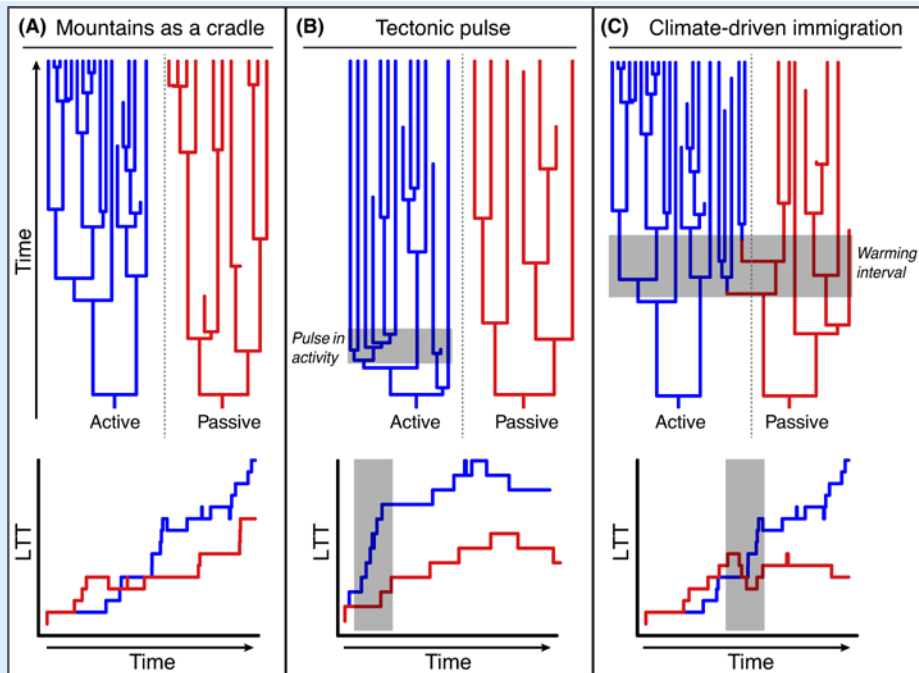 (A) Mountains as a cradle
Time
Active
Passive
LTT
Time
(B) Tectonic pulse
Pulse in
activity
Active
Passive
LTT
Time
(C) Climate-driven immigration
Warming
interval
Active
Passive
LTT
Time